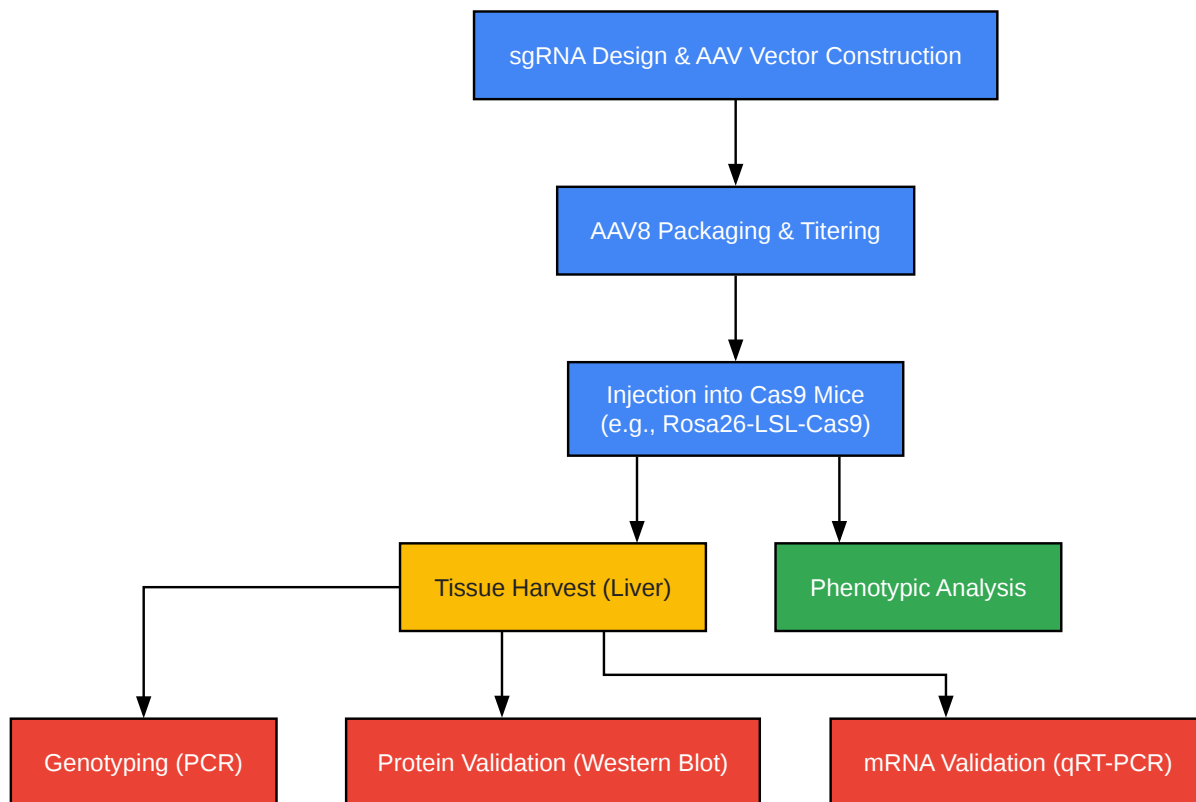 sgRNA Design & AAV Vector Construction
AAV8 Packaging & Titering
Injection into Cas9 Mice
(e.g., Rosa26-LSL-Cas9)
Tissue Harvest (Liver)
Phenotypic Analysis
Genotyping (PCR)
Protein Validation (Western Blot)
mRNA Validation (qRT-PCR)